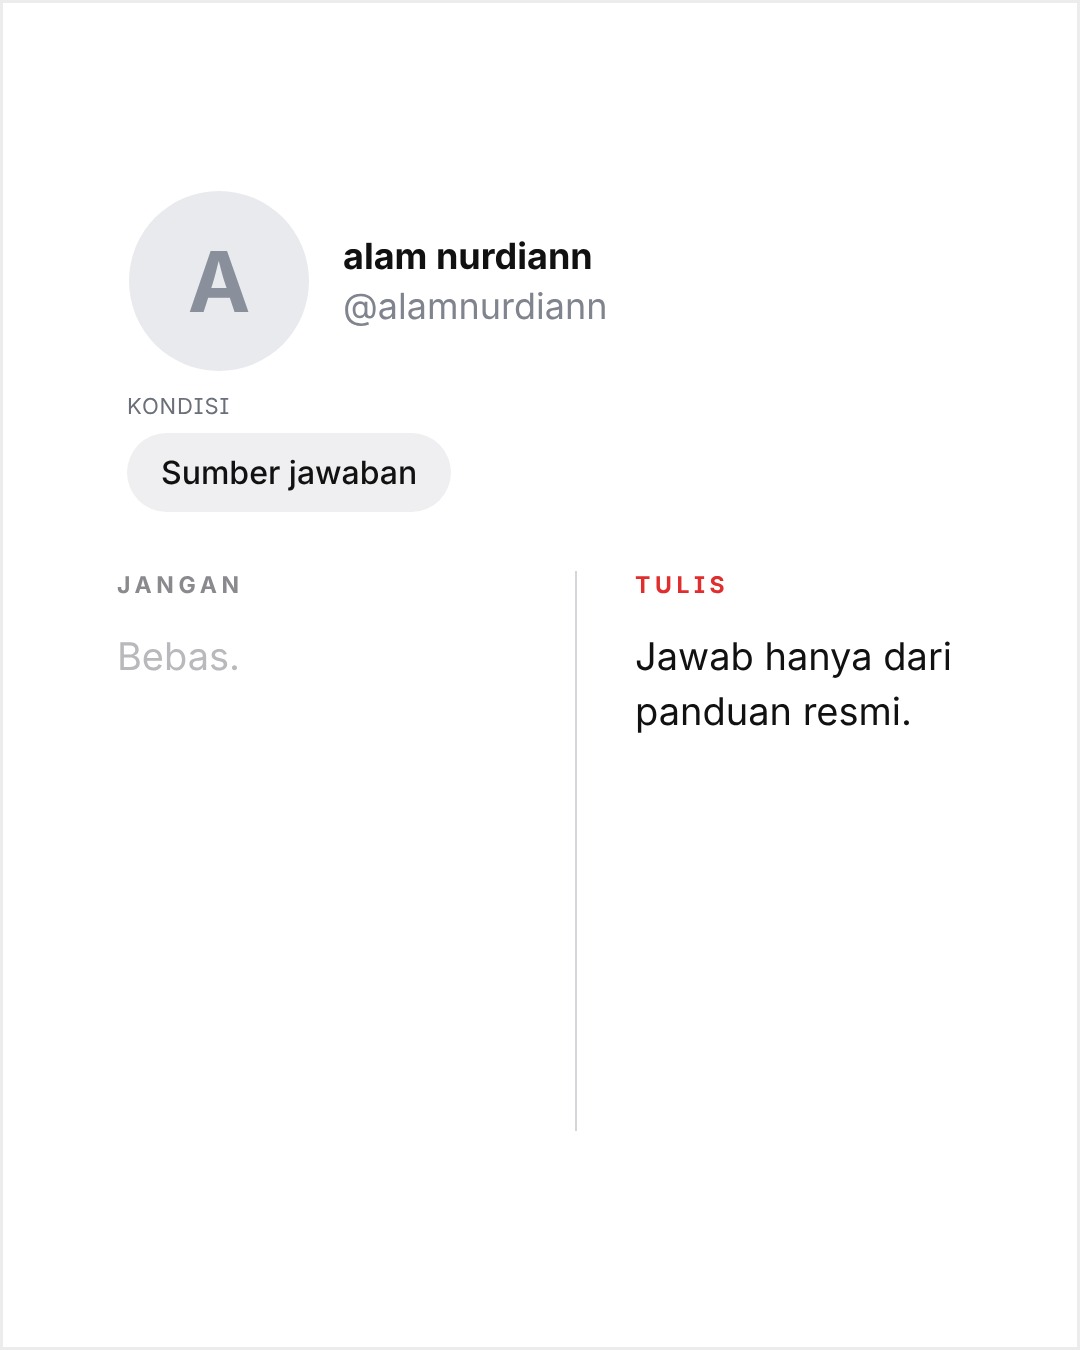 A
alam nurdiann
@alamnurdiann
KONDISI
Sumber jawaban
JANGAN
Bebas.
TULIS
Jawab hanya dari
panduan resmi.